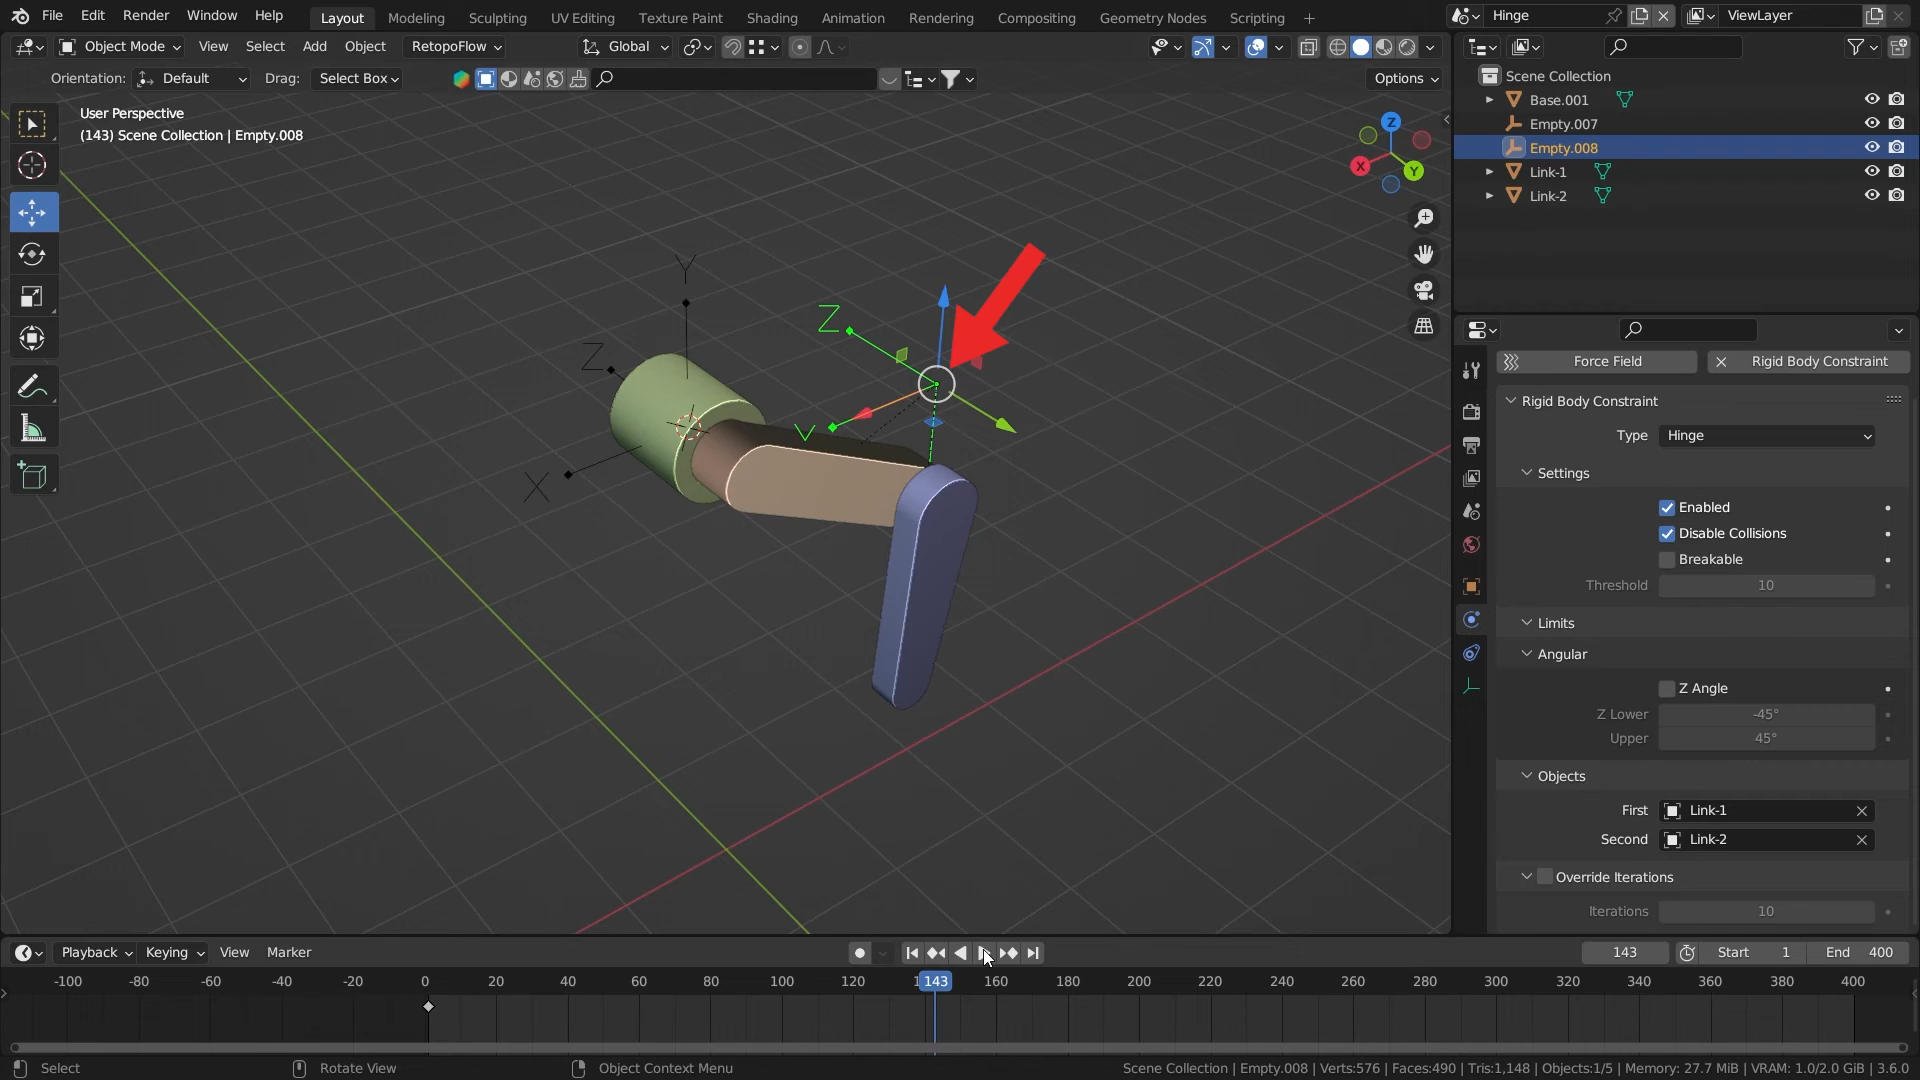 File Edit Render Window Help
Layout Modeling Sculpting UV Editing Texture Paint Shading Animation Rendering Compositing Geometry Nodes Scripting +
Hinge
ViewLayer
Object Mode View Select Add Object RetopoFlow
Global
Orientation: Default Drag: Select Box
Options
User Perspective
(143) Scene Collection | Empty.008
Z
X
Y
Y
Z
Z
X
Scene Collection
Base.001
Empty.007
Empty.008
Link-1
Link-2
Force Field
Rigid Body Constraint
Rigid Body Constraint
Type Hinge
Settings
Enabled
Disable Collisions
Breakable
Threshold 10
Limits
Angular
Z Angle
Z Lower -45°
Upper 45°
Objects
First Link-1
Second Link-2
Override Iterations
Iterations 10
Playback Keying View Marker
143 Start 1 End 400
-100 -80 -60 -40 -20 0 20 40 60 80 100 120 143 160 180 200 220 240 260 280 300 320 340 360 380 400
Select Rotate View Object Context Menu
Scene Collection | Empty.008 | Verts:576 | Faces:490 | Tris:1,148 | Objects:1/5 | Memory: 27.7 MiB | VRAM: 1.0/2.0 GiB | 3.6.0